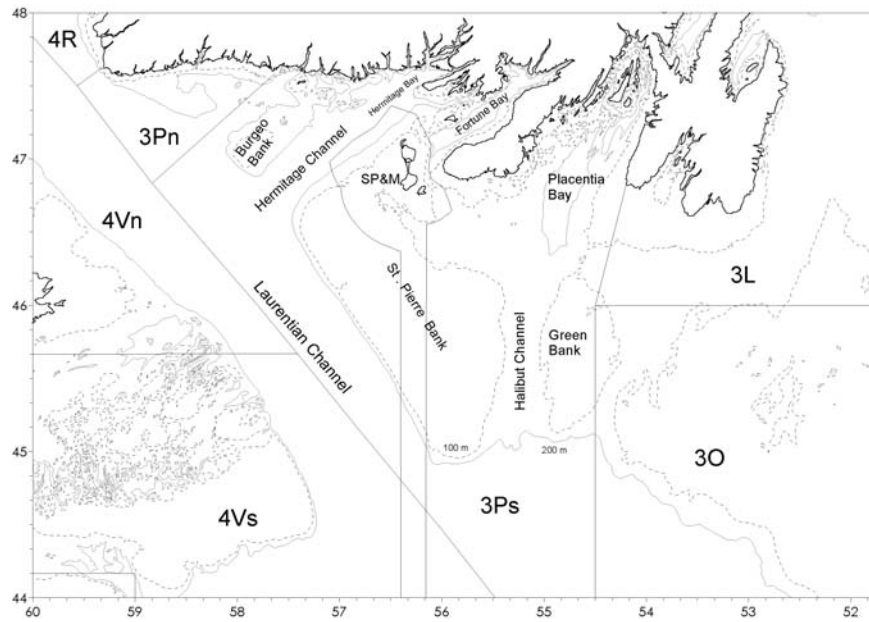 48
4R
Hermitage Bay
Fortune Bay
3Pn
Burgeo
Bank
Hermitage Channel
47
SP&M
Placentia
Bay
4Vn
3L
46
Laurentian Channel
St . Pierre Bank
Halibut Channel
Green
Bank
45
100 m
200 m
3O
4Vs
3Ps
44
60
59
58
57
56
55
54
53
52